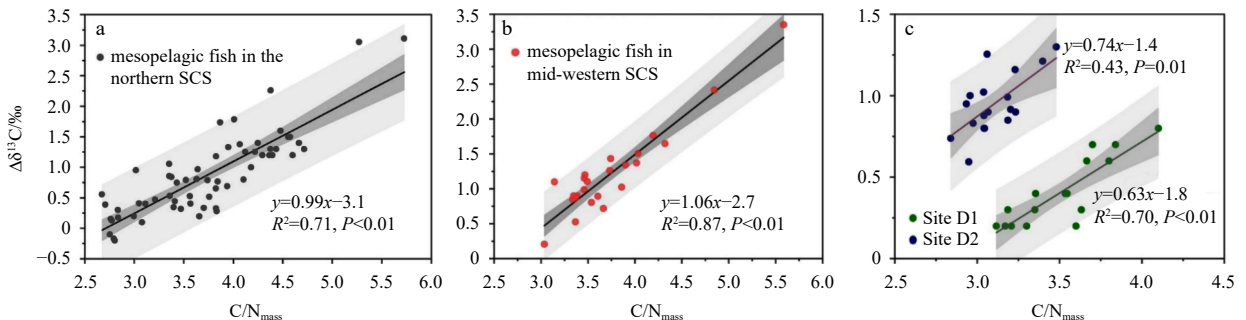 a
mesopelagic fish in the
northern SCS
y=0.99x−3.1
R²=0.71, P<0.01
Δδ¹³C/‰
3.5
3.0
2.5
2.0
1.5
1.0
0.5
0
−0.5
2.5 3.0 3.5 4.0 4.5 5.0 5.5 6.0
C/Nmass
b
mesopelagic fish in
mid-western SCS
y=1.06x−2.7
R²=0.87, P<0.01
3.5
3.0
2.5
2.0
1.5
1.0
0.5
0
2.5 3.0 3.5 4.0 4.5 5.0 5.5 6.0
C/Nmass
c
y=0.74x−1.4
R²=0.43, P=0.01
y=0.63x−1.8
R²=0.70, P<0.01
Site D1
Site D2
1.5
1.0
0.5
0
2.5 3.0 3.5 4.0 4.5
C/Nmass